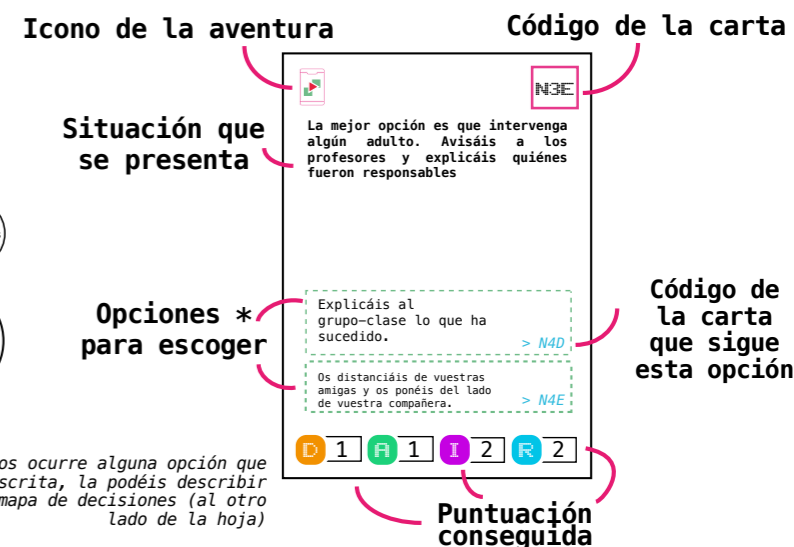 Icono de la aventura
Código de la carta
N3E
La mejor opción es que intervenga
algún adulto. Avisáis a los
profesores y explicáis quiénes
fueron responsables
Situación que
se presenta
Explicáis al
grupo-clase lo que ha
sucedido.
> N4D
Opciones *
para escoger
Código de
la carta
que sigue
esta opción
Os distanciáis de vuestras
amigas y os ponéis del lado
de vuestra compañera.
> N4E
D 1 A 1 I 2 R 2
os ocurre alguna opción que
scrita, la podéis describir
mapa de decisiones (al otro
lado de la hoja)
Puntuación
conseguida